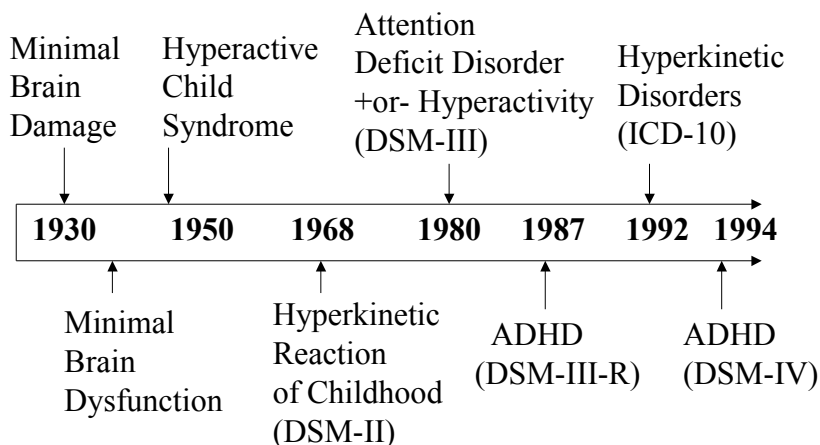 Minimal
Brain
Damage
Hyperactive
Child
Syndrome
Attention
Deficit Disorder
+or- Hyperactivity
(DSM-III)
Hyperkinetic
Disorders
(ICD-10)
1930 1950 1968 1980 1987 1992 1994
Minimal
Brain
Dysfunction
Hyperkinetic
Reaction
of Childhood
(DSM-II)
ADHD
(DSM-III-R)
ADHD
(DSM-IV)